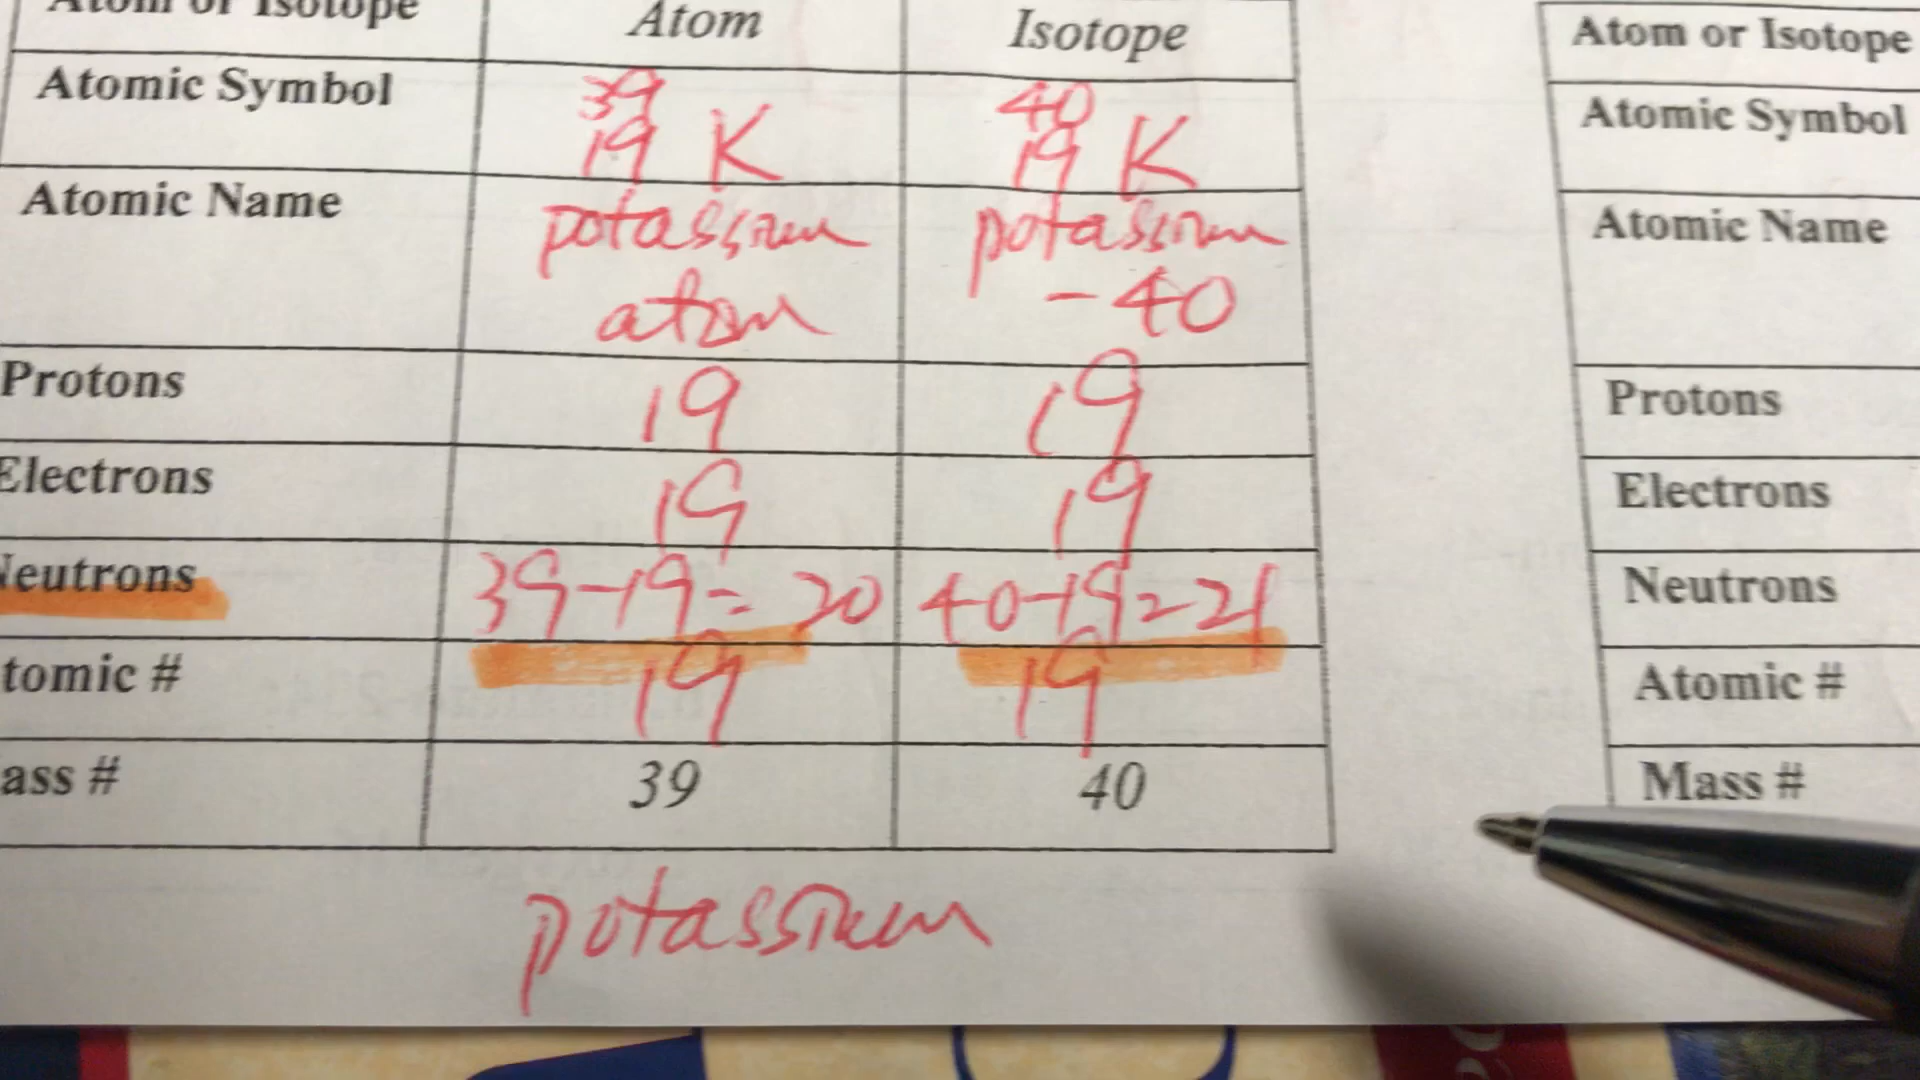 Atom or Isotope Atom Isotope
Atomic Symbol 39 19 K 40 19 K
Atomic Name potassium atom potassium -40
Protons 19 19
Electrons 19 19
Neutrons 39-19=20 40-19=21
tomic # 19 19
ass # 39 40
potassium
Atom or Isotope
Atomic Symbol
Atomic Name
Protons
Electrons
Neutrons
Atomic #
Mass #